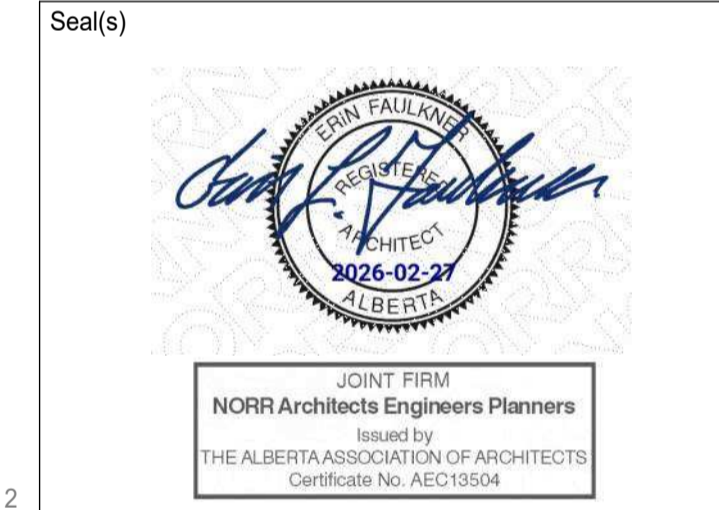 Seal(s)
ERIN FAULKNER
REGISTERED
ARCHITECT
2026-02-27
ALBERTA
JOINT FIRM
NORR Architects Engineers Planners
Issued by
THE ALBERTA ASSOCIATION OF ARCHITECTS
Certificate No. AEC13504
2